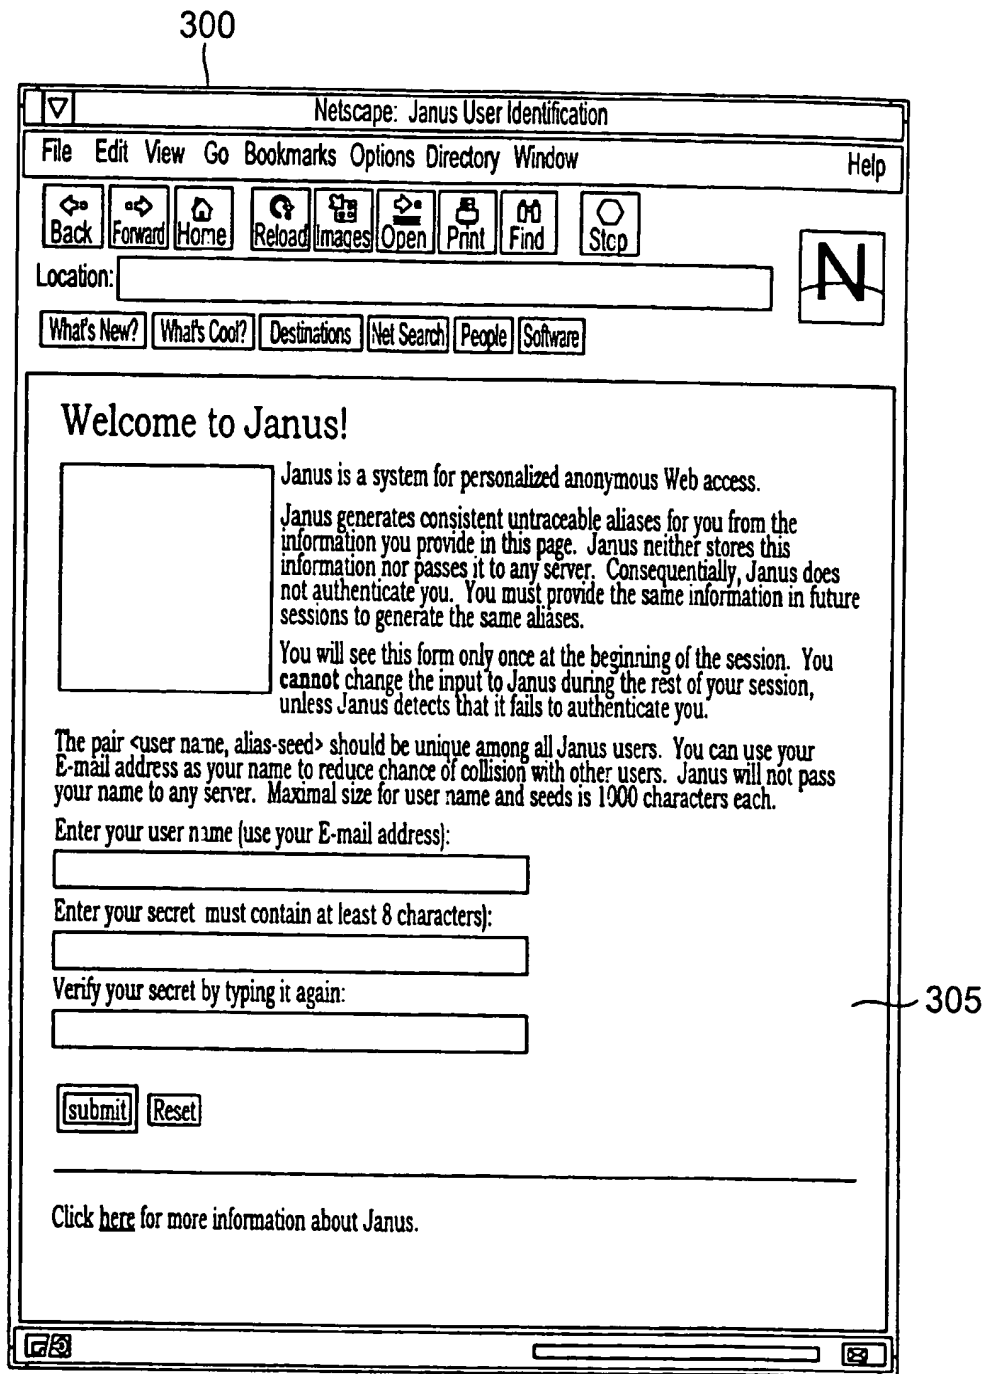 300
Netscape: Janus User Identification
File Edit View Go Bookmarks Options Directory Window Help
Back Forward Home Reload Images Open Print Find Stop
N
Location:
What's New? What's Cool? Destinations Net Search People Software
Welcome to Janus!
Janus is a system for personalized anonymous Web access.
Janus generates consistent untraceable aliases for you from the
information you provide in this page. Janus neither stores this
information nor passes it to any server. Consequentially, Janus does
not authenticate you. You must provide the same information in future
sessions to generate the same aliases.
You will see this form only once at the beginning of the session. You
cannot change the input to Janus during the rest of your session,
unless Janus detects that it fails to authenticate you.
The pair <user name, alias-seed> should be unique among all Janus users. You can use your
E-mail address as your name to reduce chance of collision with other users. Janus will not pass
your name to any server. Maximal size for user name and seeds is 1000 characters each.
Enter your user name (use your E-mail address):
Enter your secret must contain at least 8 characters):
Verify your secret by typing it again:
305
submit Reset
Click here for more information about Janus.